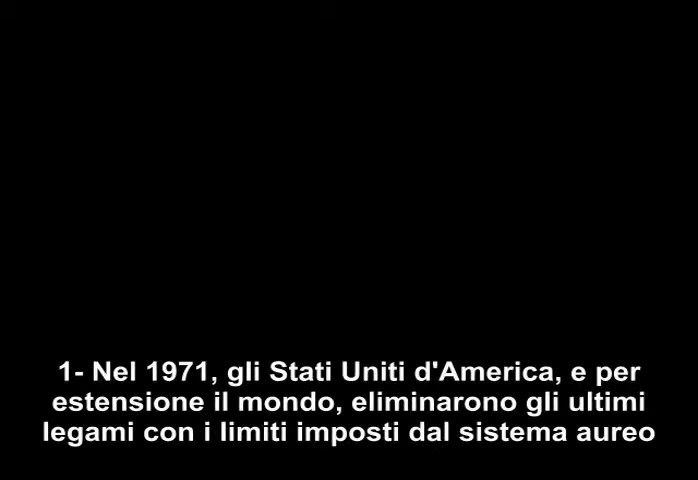 1- Nel 1971, gli Stati Uniti d'America, e per
estensione il mondo, eliminarono gli ultimi
legami con i limiti imposti dal sistema aureo